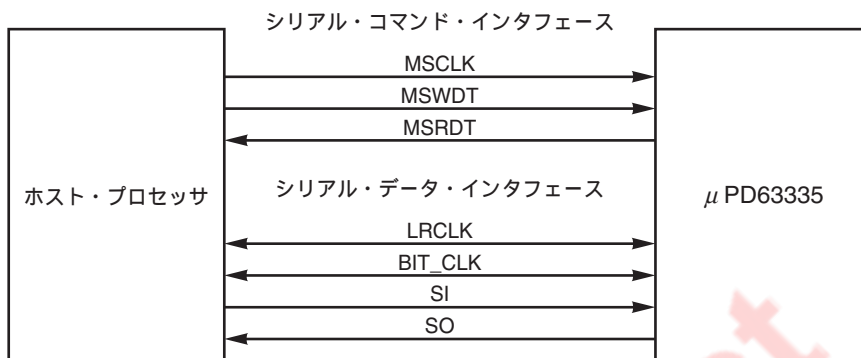 シリアル・コマンド・インタフェース
MSCLK
MSWDT
MSRDT
ホスト・プロセッサ
シリアル・データ・インタフェース
μ PD63335
LRCLK
BIT_CLK
SI
SO